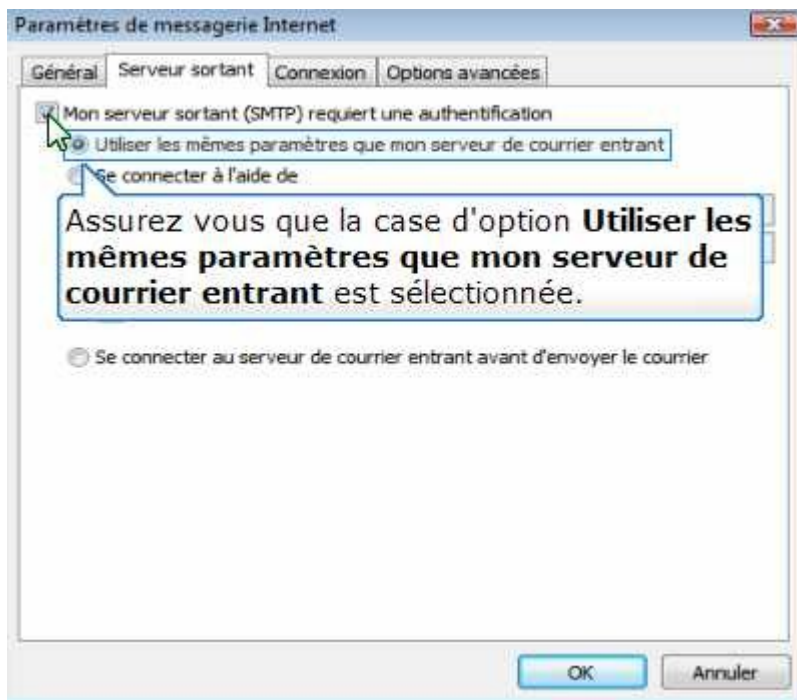 Paramètres de messagerie Internet
Général Serveur sortant Connexion Options avancées
Mon serveur sortant (SMTP) requiert une authentification
Utiliser les mêmes paramètres que mon serveur de courrier entrant
Se connecter à l'aide de
Assurez vous que la case d'option Utiliser les
mêmes paramètres que mon serveur de
courrier entrant est sélectionnée.
Se connecter au serveur de courrier entrant avant d'envoyer le courrier
OK Annuler